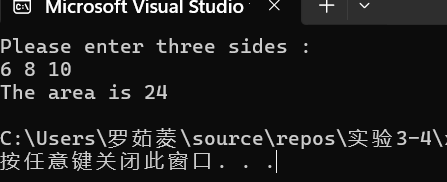 Microsoft Visual Studio
Please enter three sides :
6 8 10
The area is 24
C:\Users\罗茹菱\source\repos\实验3-4\
按任意键关闭此窗口. . .